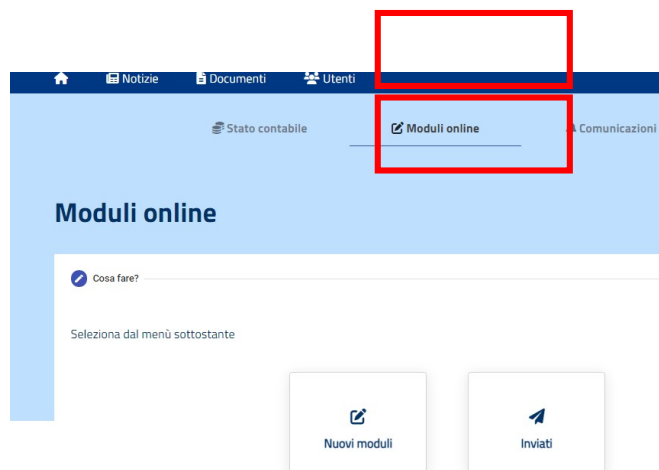 Notizie Documenti Utenti
Stato contabile Moduli online Comunicazioni
Moduli online
Cosa fare?
Seleziona dal menù sottostante
Nuovi moduli Inviati